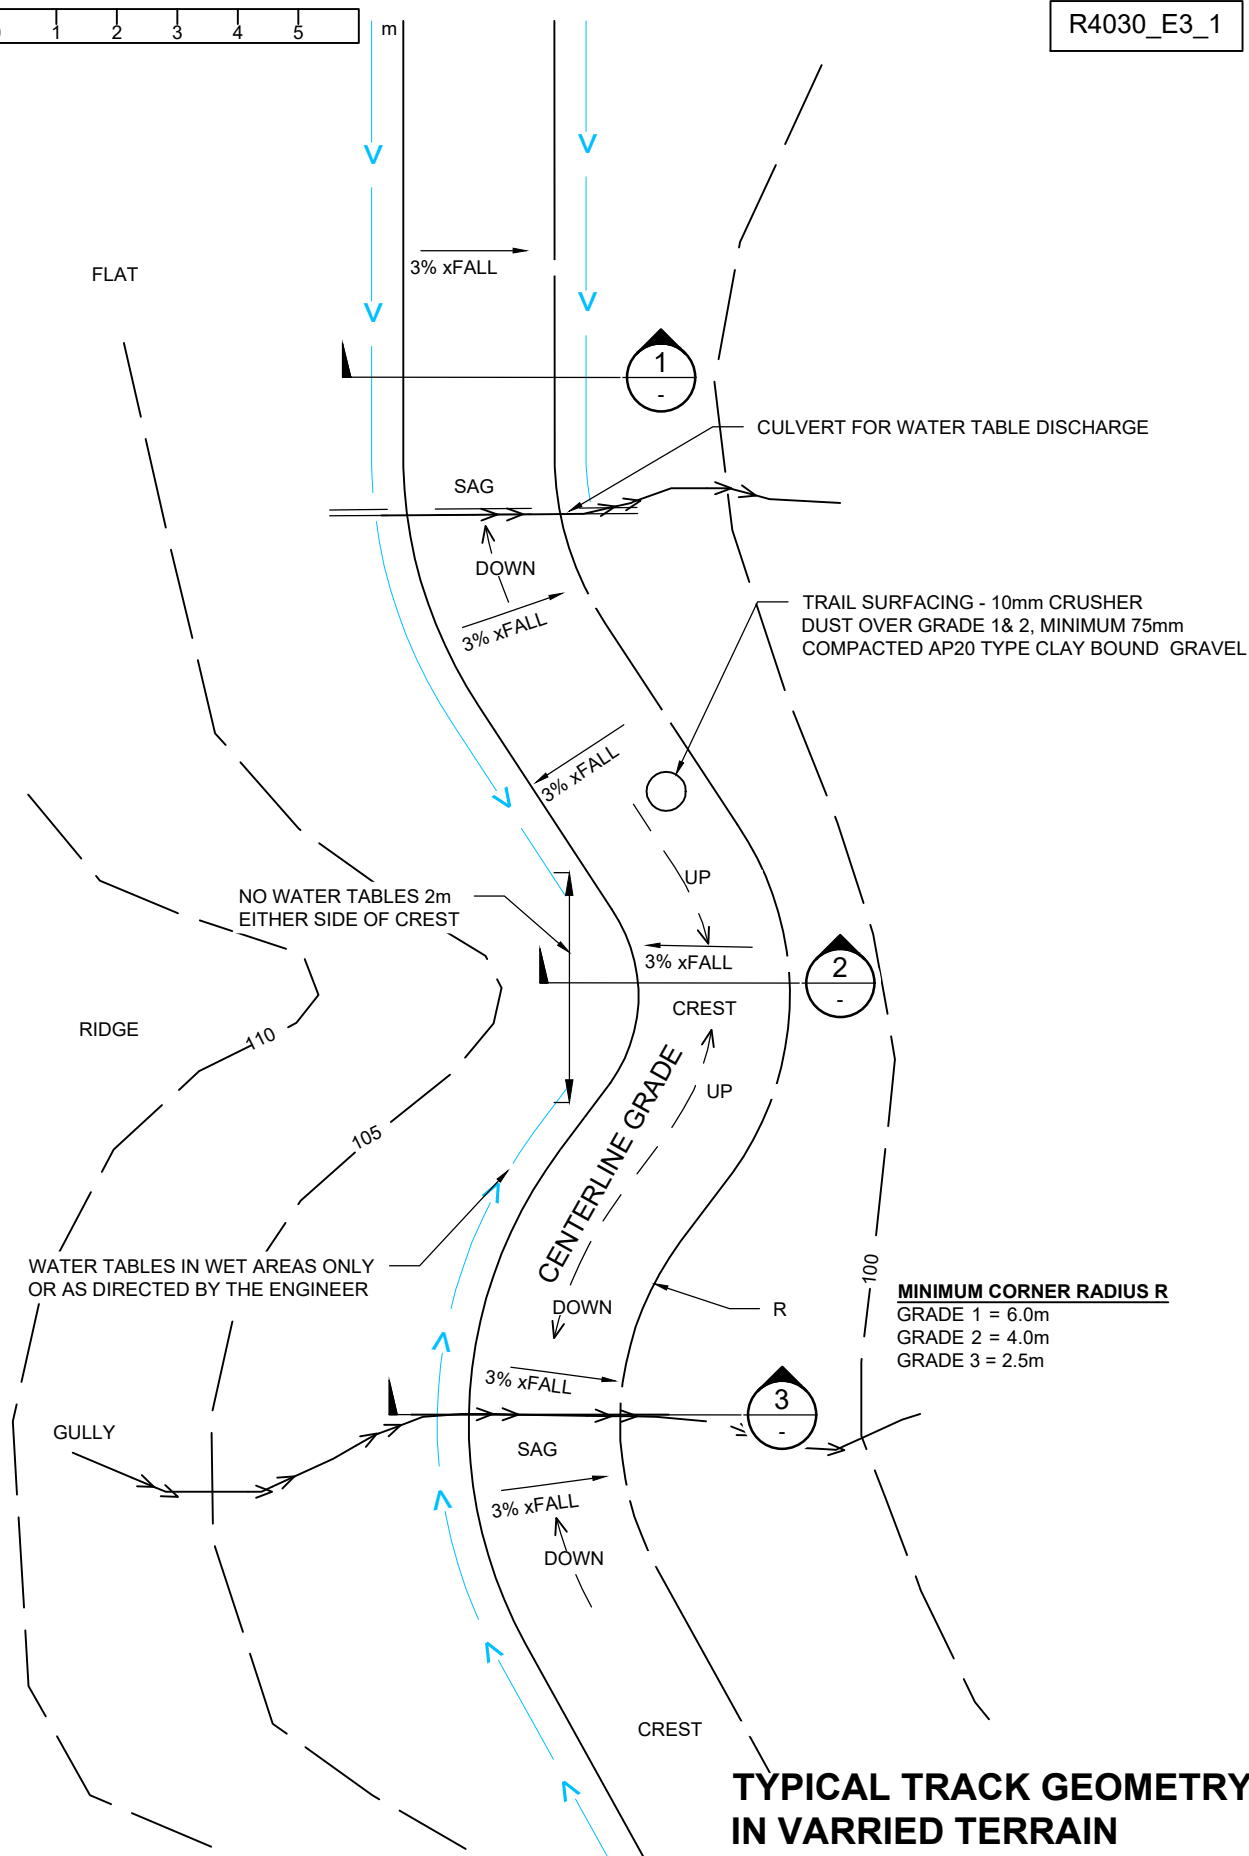 1 2 3 4 5 m
R4030_E3_1
FLAT
3% xFALL
1
-
CULVERT FOR WATER TABLE DISCHARGE
SAG
DOWN
3% xFALL
TRAIL SURFACING - 10mm CRUSHER
DUST OVER GRADE 1& 2, MINIMUM 75mm
COMPACTED AP20 TYPE CLAY BOUND GRAVEL
3% xFALL
UP
NO WATER TABLES 2m
EITHER SIDE OF CREST
3% xFALL
2
-
CREST
RIDGE
110
105
UP
CENTERLINE GRADE
WATER TABLES IN WET AREAS ONLY
OR AS DIRECTED BY THE ENGINEER
100
DOWN
R
MINIMUM CORNER RADIUS R
GRADE 1 = 6.0m
GRADE 2 = 4.0m
GRADE 3 = 2.5m
3% xFALL
3
-
GULLY
SAG
3% xFALL
DOWN
CREST
TYPICAL TRACK GEOMETRY
IN VARRIED TERRAIN